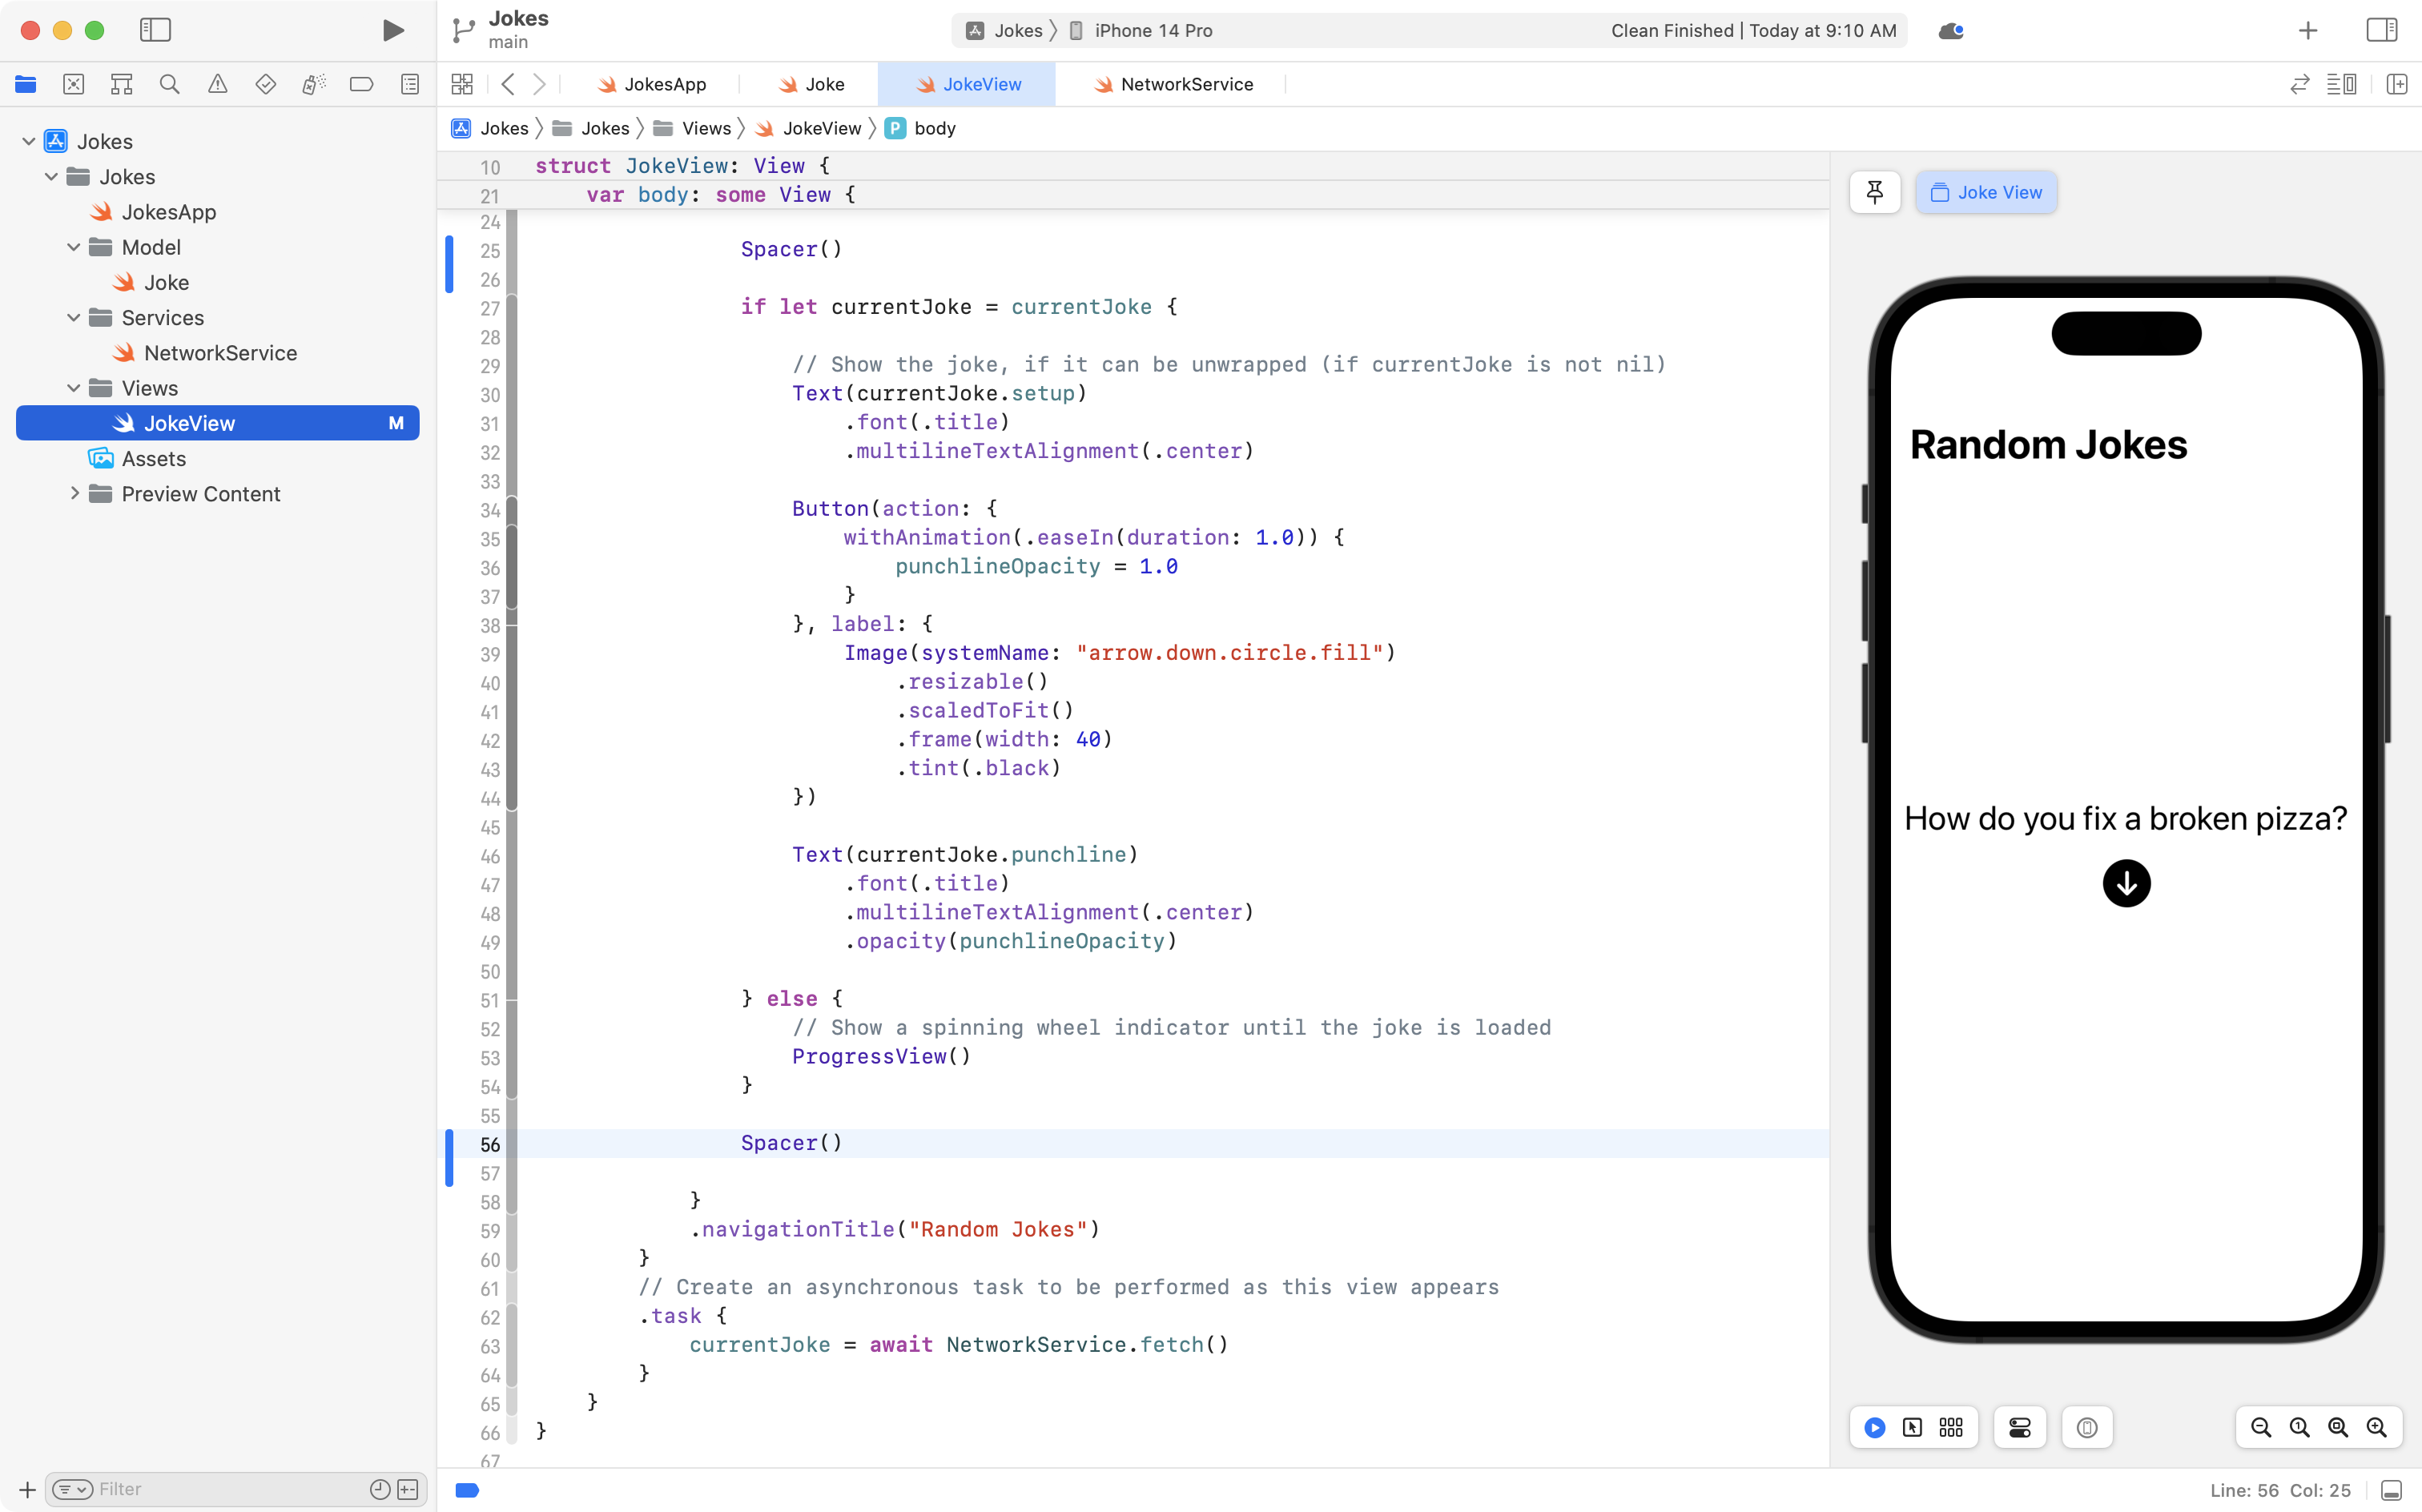 Jokes
main
Jokes
iPhone 14 Pro
Clean Finished | Today at 9:10 AM
JokesApp
Joke
JokeView
NetworkService
Jokes
Jokes
Views
JokeView
P
body
Jokes
Jokes
JokesApp
Model
Joke
Services
NetworkService
Views
JokeView M
Assets
Preview Content
10 struct JokeView: View {
21 var body: some View {
24
25 Spacer()
26
27 if let currentJoke = currentJoke {
28
29 // Show the joke, if it can be unwrapped (if currentJoke is not nil)
30 Text(currentJoke.setup)
31 .font(.title)
32 .multilineTextAlignment(.center)
33
34 Button(action: {
35 withAnimation(.easeIn(duration: 1.0)) {
36 punchlineOpacity = 1.0
37 }
38 }, label: {
39 Image(systemName: "arrow.down.circle.fill")
40 .resizable()
41 .scaledToFit()
42 .frame(width: 40)
43 .tint(.black)
44 })
45
46 Text(currentJoke.punchline)
47 .font(.title)
48 .multilineTextAlignment(.center)
49 .opacity(punchlineOpacity)
50
51 } else {
52 // Show a spinning wheel indicator until the joke is loaded
53 ProgressView()
54 }
55
56 Spacer()
57
58 }
59 .navigationTitle("Random Jokes")
60 }
61 // Create an asynchronous task to be performed as this view appears
62 .task {
63 currentJoke = await NetworkService.fetch()
64 }
65 }
66 }
67
Joke View
Random Jokes
How do you fix a broken pizza?
Filter
Line: 56 Col: 25